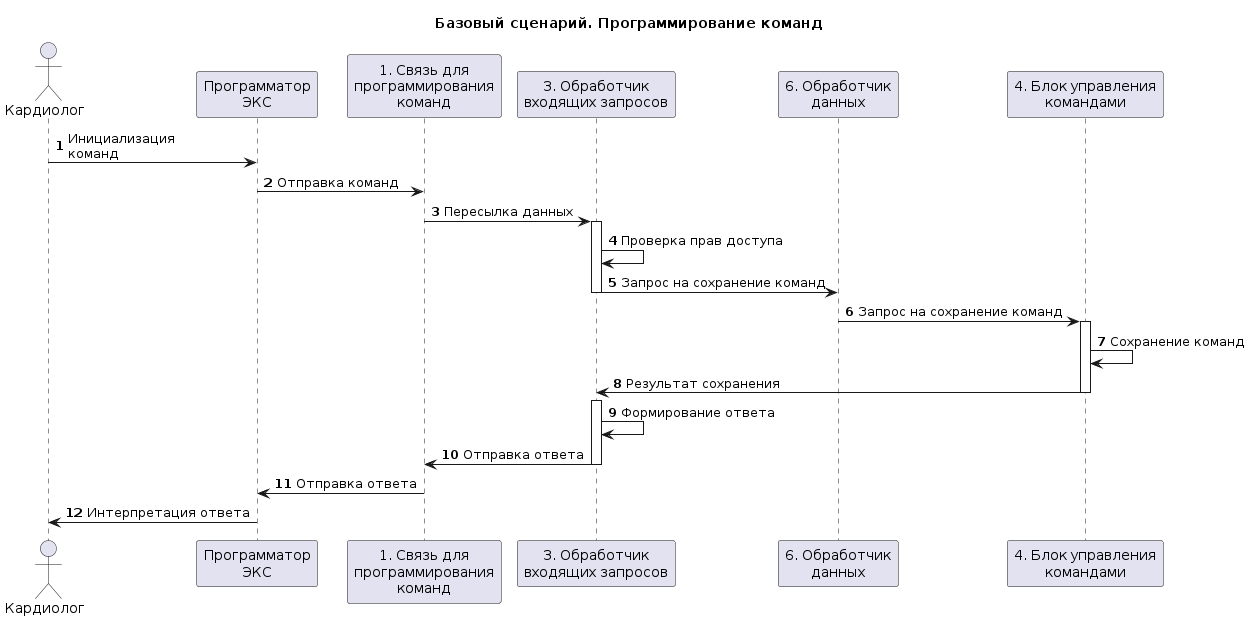 Базовый сценарий. Программирование команд
Кардиолог
Программатор
ЭКС
1. Связь для
программирования
команд
3. Обработчик
входящих запросов
6. Обработчик
данных
4. Блок управления
командами
1 Инициализация
команд
2 Отправка команд
3 Пересылка данных
4 Проверка прав доступа
5 Запрос на сохранение команд
6 Запрос на сохранение команд
7 Сохранение команд
8 Результат сохранения
9 Формирование ответа
10 Отправка ответа
11 Отправка ответа
12 Интерпретация ответа
Кардиолог
Программатор
ЭКС
1. Связь для
программирования
команд
3. Обработчик
входящих запросов
6. Обработчик
данных
4. Блок управления
командами